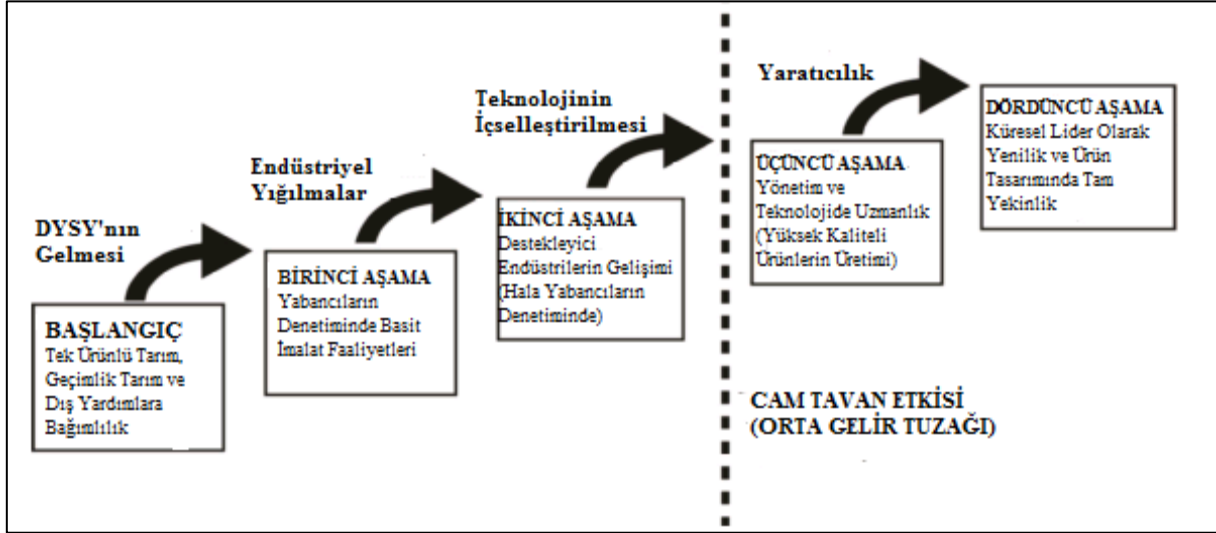 DYSY'nın
Gelmesi
BAŞLANGIÇ
Tek Ürünlü Tarım,
Geçimlik Tarım ve
Dış Yardımlara
Bağımlılık
Endüstriyel
Yığılmalar
BİRİNCİ AŞAMA
Yabancıların
Denetiminde Basit
İmalat Faaliyetleri
Teknolojinin
İçselleştirilmesi
İKİNCİ AŞAMA
Destekleyici
Endüstrilerin Gelişimi
(Hala Yabancıların
Denetiminde)
Yaratıcılık
ÜÇÜNCÜ AŞAMA
Yönetim ve
Teknolojide Uzmanlık
(Yüksek Kaliteli
Ürünlerin Üretimi)
DÖRDÜNCÜ AŞAMA
Küresel Lider Olarak
Yenilik ve Ürün
Tasarımında Tam
Yekinlik
CAM TAVAN ETKİSİ
(ORTA GELİR TUZAĞI)